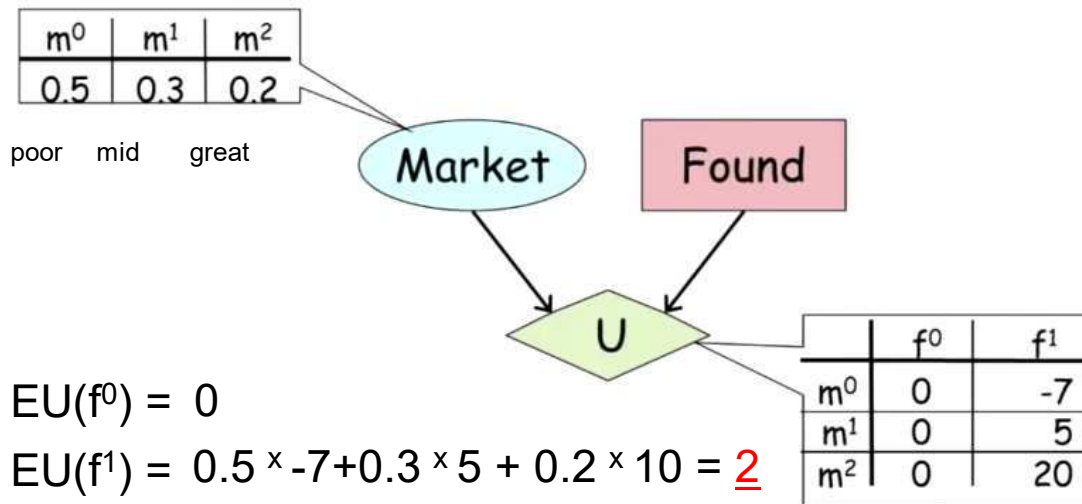 m⁰ m¹ m²
0.5 0.3 0.2
poor mid great
Market
Found
U
f⁰ f¹
m⁰ 0 -7
m¹ 0 5
m² 0 20
EU(f⁰) = 0
EU(f¹) = 0.5 x -7+0.3 x 5 + 0.2 x 10 = 2